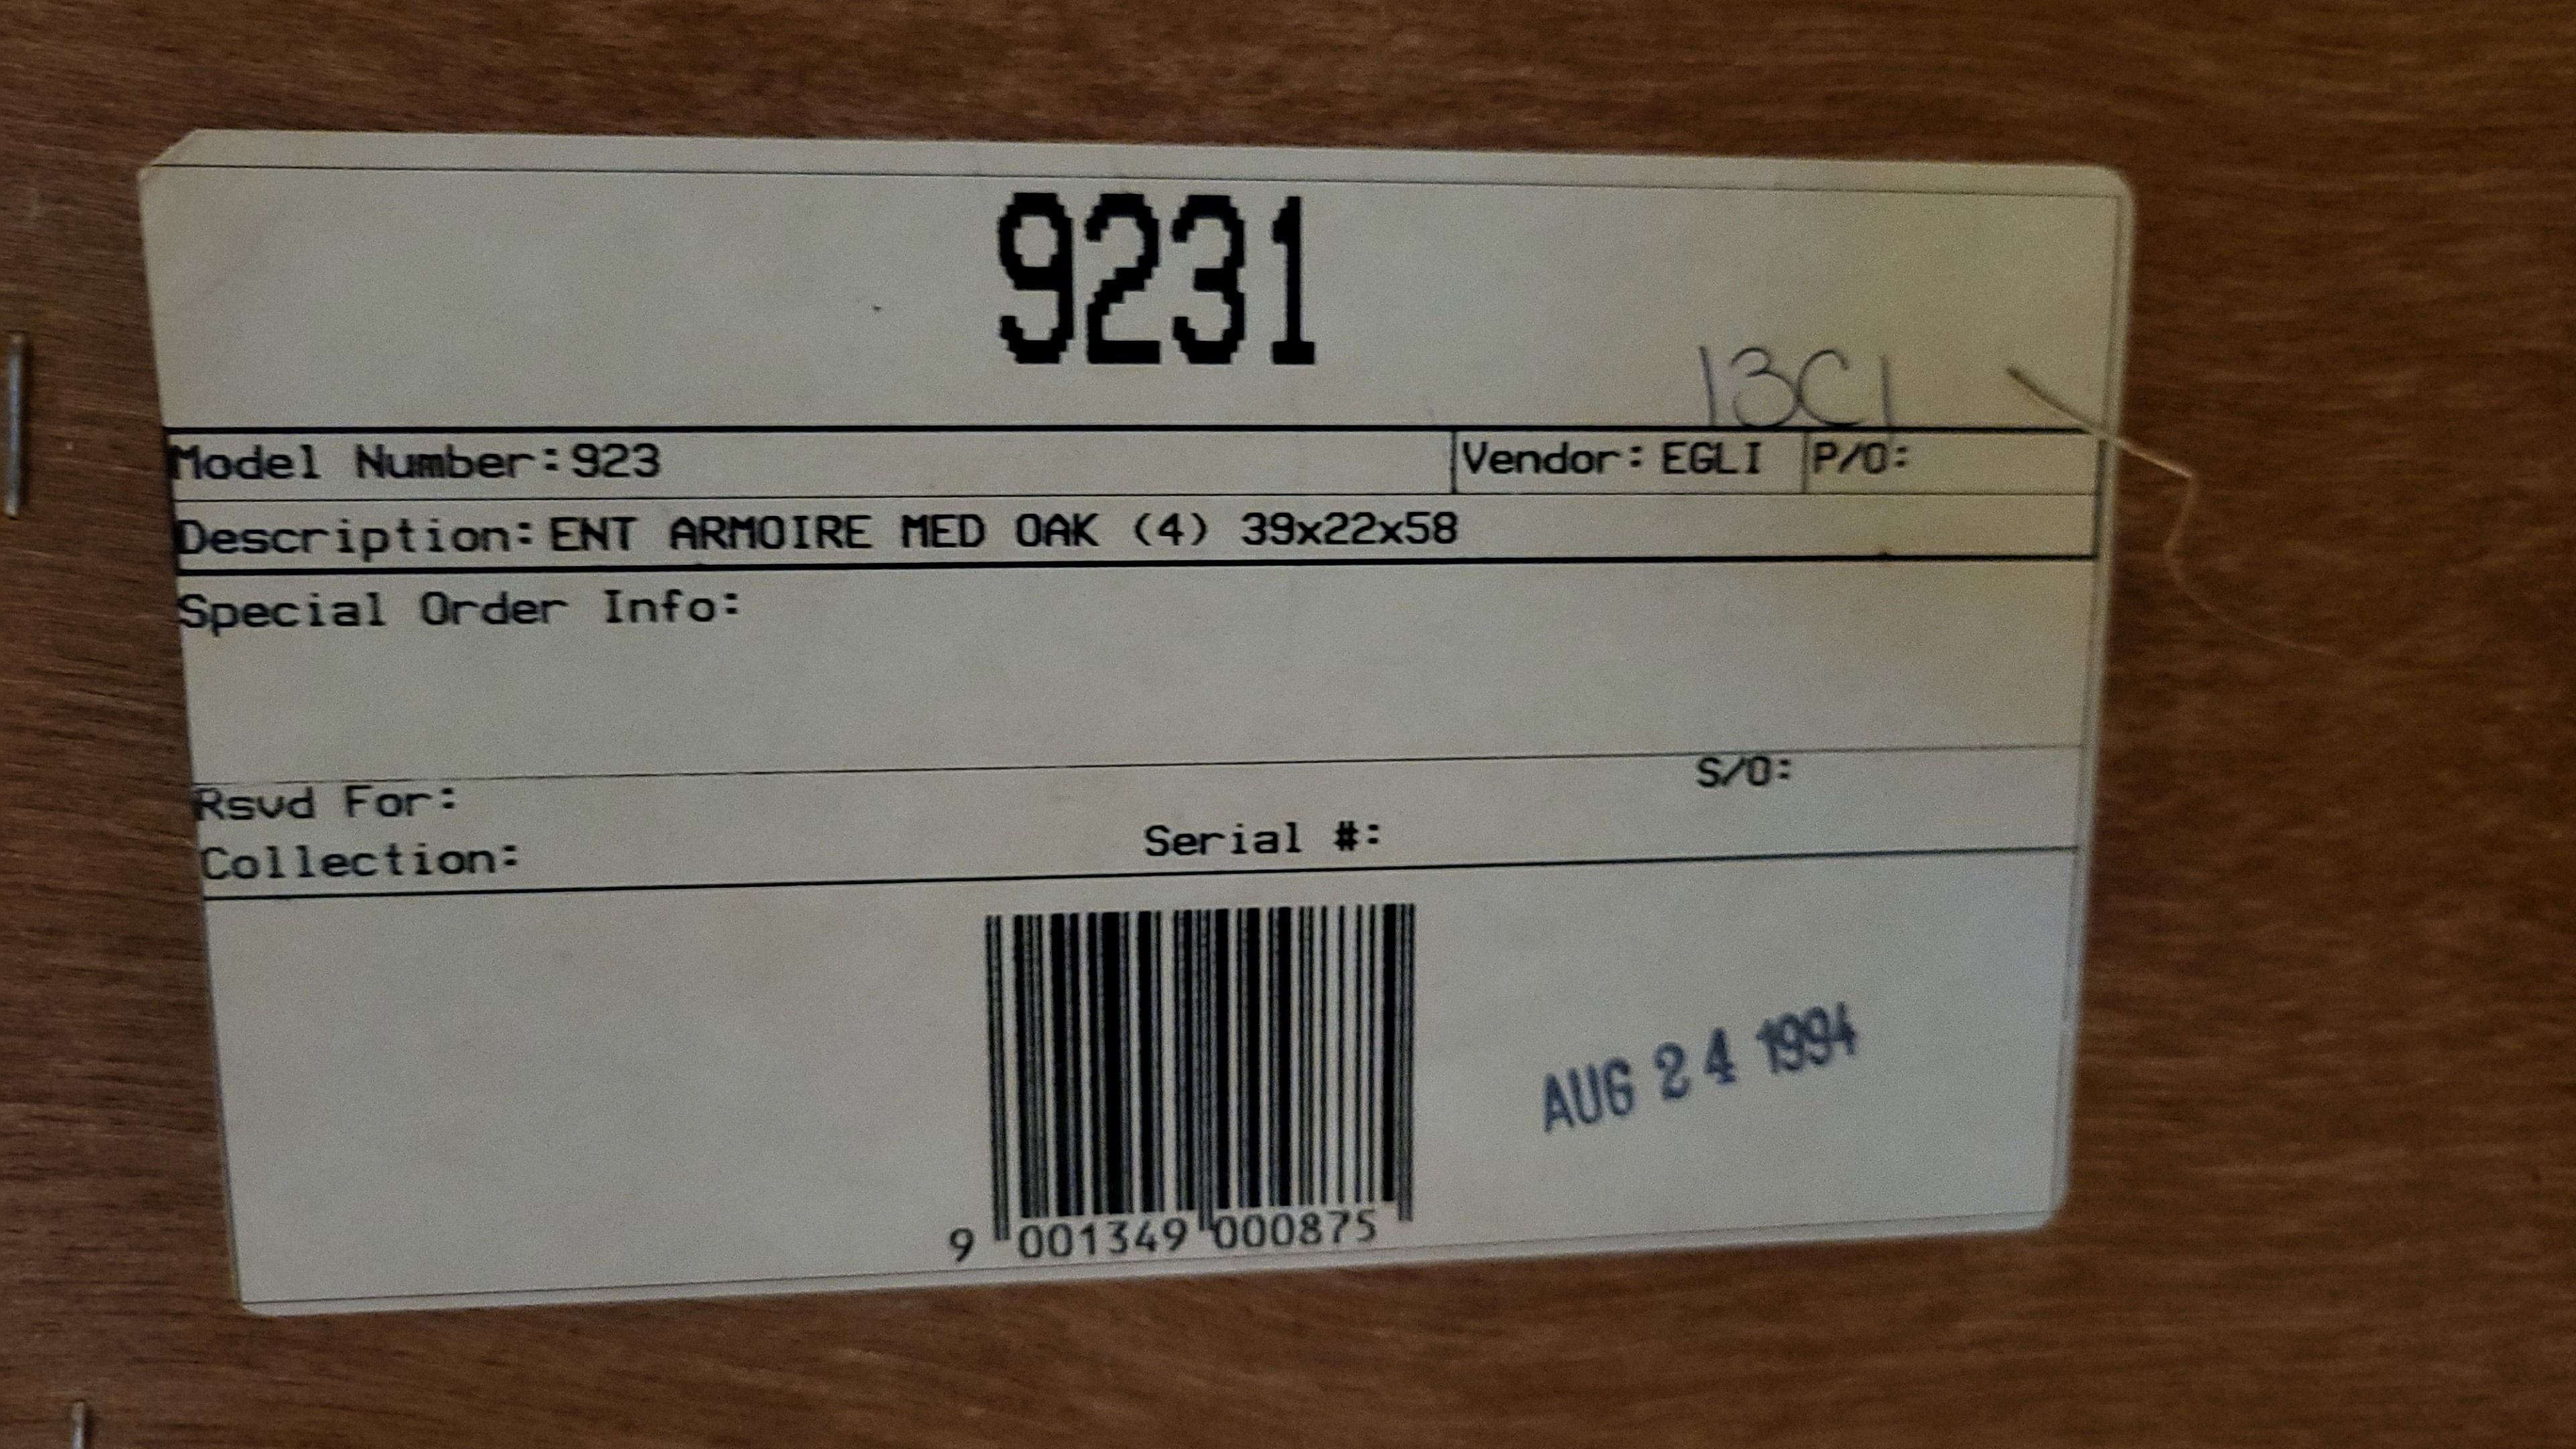 9231
13C1
Model Number:923 Vendor: EGLI P/O:
Description:ENT ARMOIRE MED OAK (4) 39x22x58
Special Order Info:
S/O:
Rsvd For:
Collection: Serial #:
9 001349 000875
AUG 24 1994